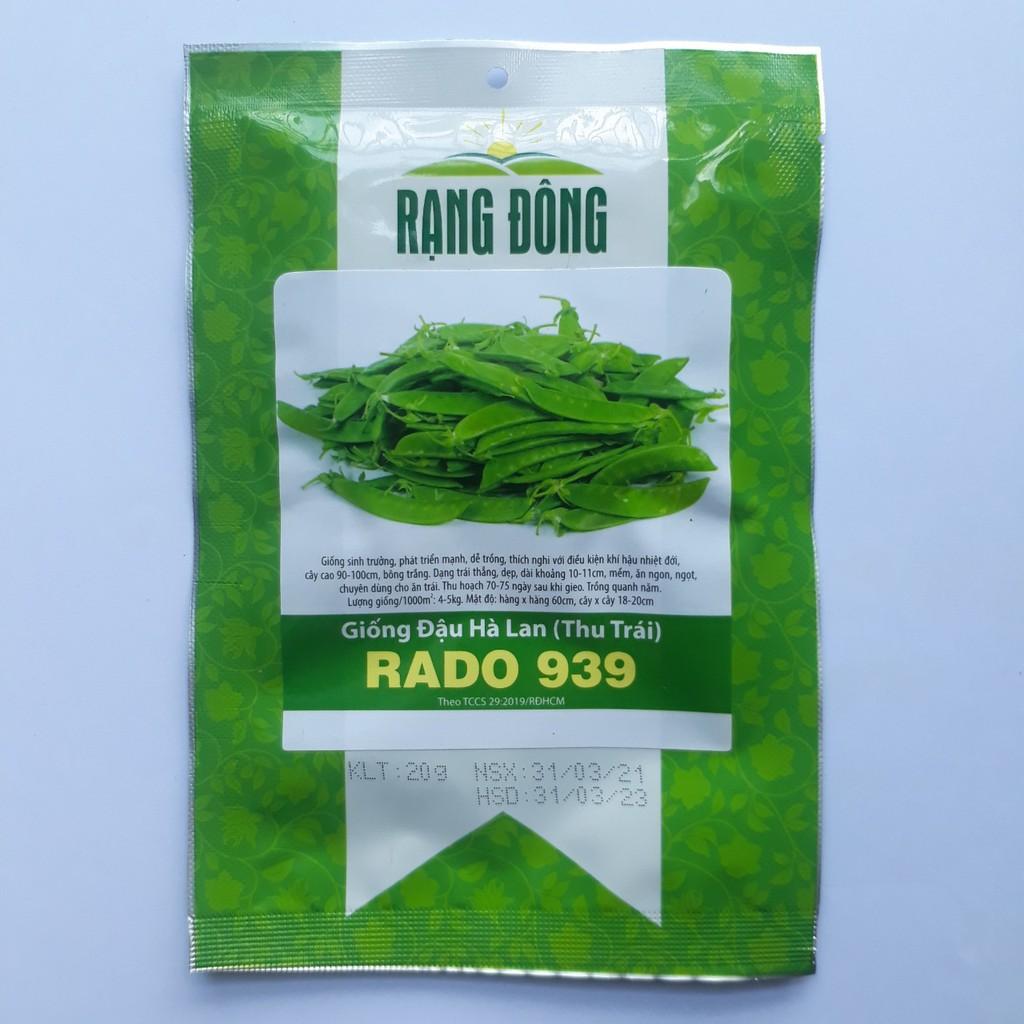 RẠNG ĐÔNG
Giống sinh trưởng, phát triển mạnh, dễ trồng, thích nghi với điều kiện khí hậu nhiệt đới,
cây cao 90-100cm, bông trắng. Dạng trái thẳng, dẹp, dài khoảng 10-11cm, mềm, ăn ngon, ngọt,
chuyên dùng cho ăn trái. Thu hoạch 70-75 ngày sau khi gieo. Trồng quanh năm.
Lượng giống/1000m²: 4-5kg. Mật độ: hàng x hàng 60cm, cây x cây 18-20cm
Giống Đậu Hà Lan (Thu Trái)
RADO 939
Theo TCCS 29:2019/RĐHCM
KLT:20g NSX:31/03/21
HSD:31/03/23